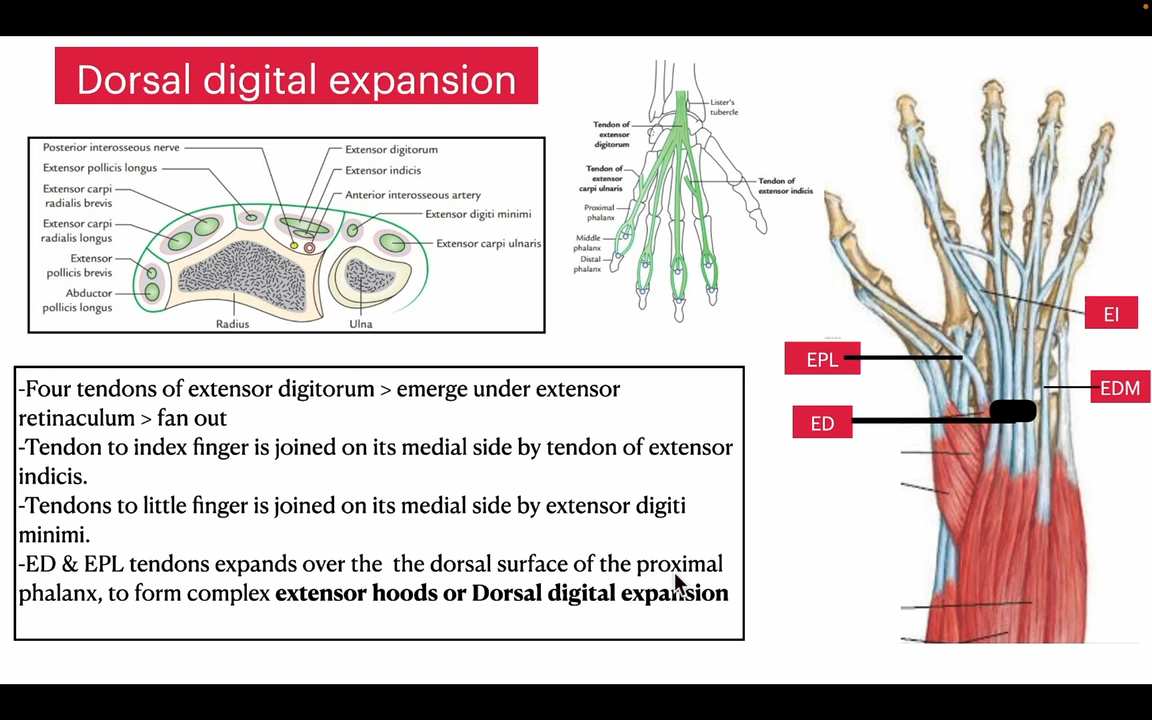 Dorsal digital expansion
Posterior interosseous nerve
Extensor pollicis longus
Extensor carpi
radialis brevis
Extensor carpi
radialis longus
Extensor
pollicis brevis
Abductor
pollicis longus
Extensor digitorum
Extensor indicis
Anterior interosseous artery
Extensor digiti minimi
Extensor carpi ulnaris
Radius
Ulna
Lister's
tubercle
Tendon of
extensor
digitorum
Tendon of
extensor
carpi ulnaris
Tendon of
extensor indicis
Proximal
phalanx
Middle
phalanx
Distal
phalanx
EI
EPL
EDM
ED
-Four tendons of extensor digitorum > emerge under extensor
retinaculum > fan out
-Tendon to index finger is joined on its medial side by tendon of extensor
indicis.
-Tendons to little finger is joined on its medial side by extensor digiti
minimi.
-ED & EPL tendons expands over the the dorsal surface of the proximal
phalanx, to form complex extensor hoods or Dorsal digital expansion